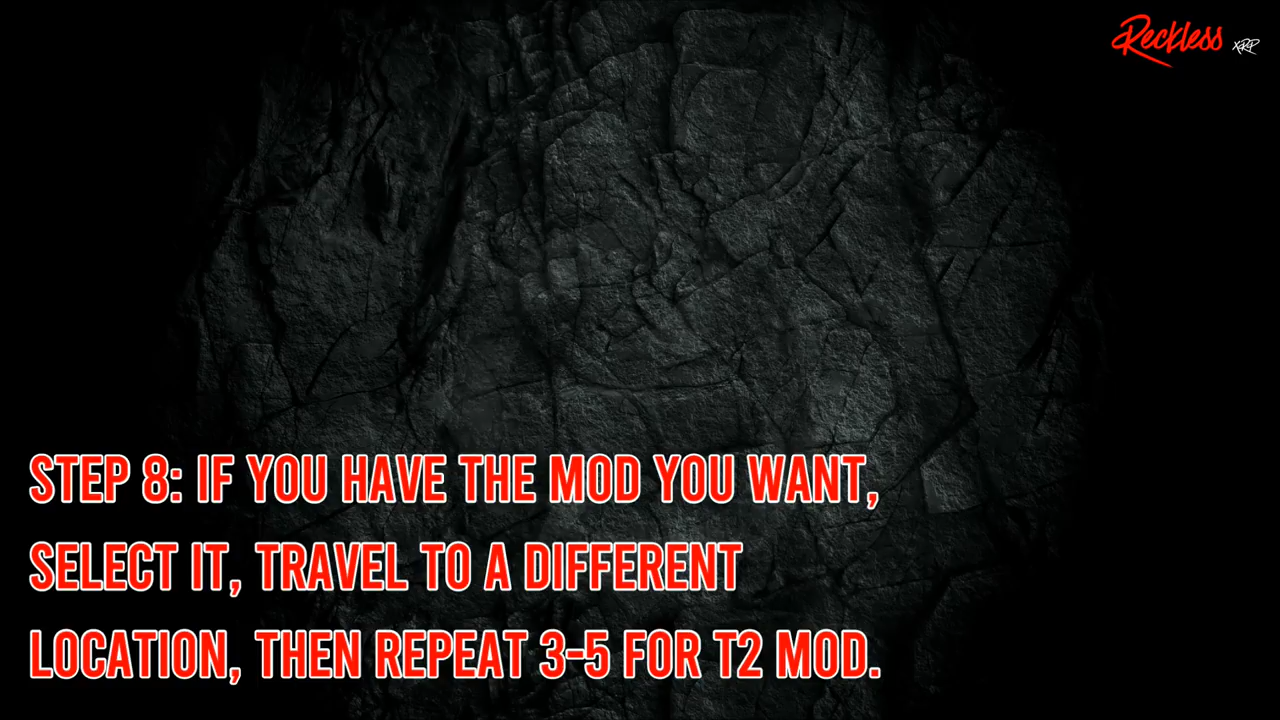 Reckless XRP
STEP 8: IF YOU HAVE THE MOD YOU WANT,
SELECT IT, TRAVEL TO A DIFFERENT
LOCATION, THEN REPEAT 3-5 FOR T2 MOD.